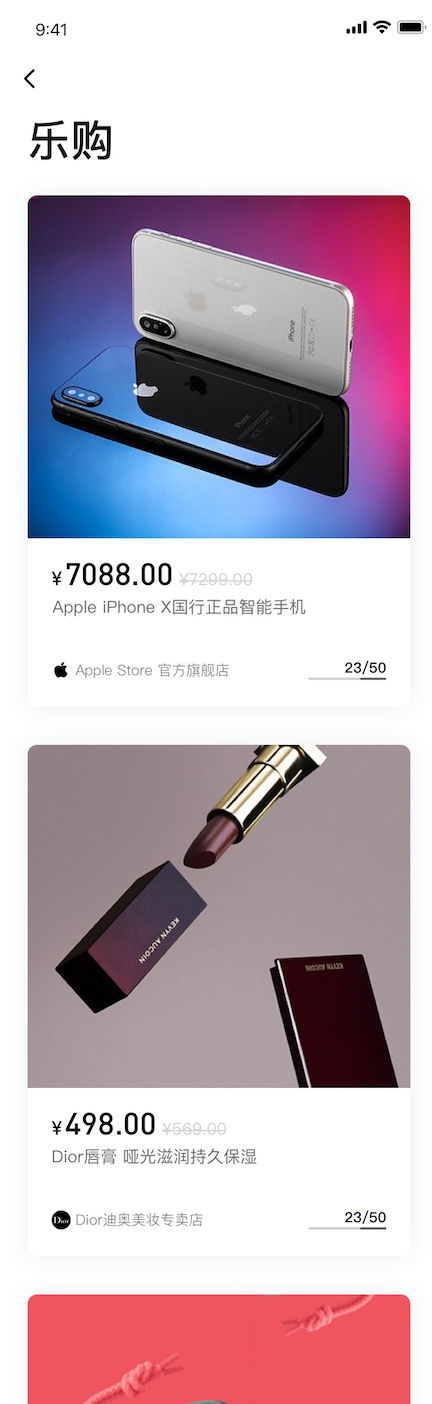 9:41
乐购
iPhone
¥7088.00 ¥7299.00
Apple iPhone X国行正品智能手机
Apple Store 官方旗舰店
23/50
KEVYN AUCOIN
KEVYN AUCOIN
¥498.00 ¥569.00
Dior唇膏 哑光滋润持久保湿
Dior
Dior迪奥美妆专卖店
23/50